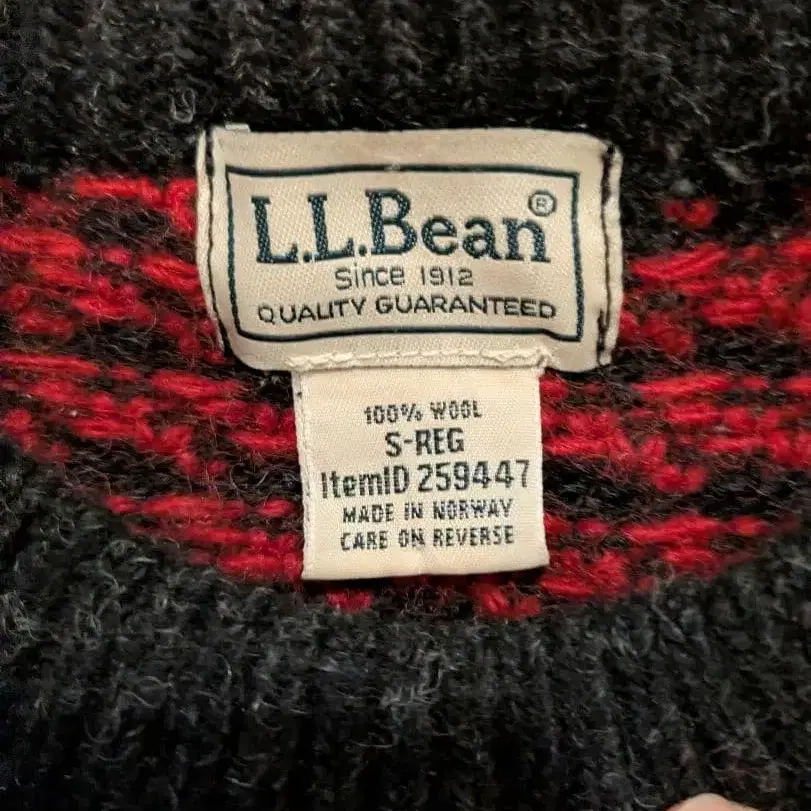 L.L.Bean®
Since 1912
QUALITY GUARANTEED
100% WOOL
S-REG
ItemID 259447
MADE IN NORWAY
CARE ON REVERSE